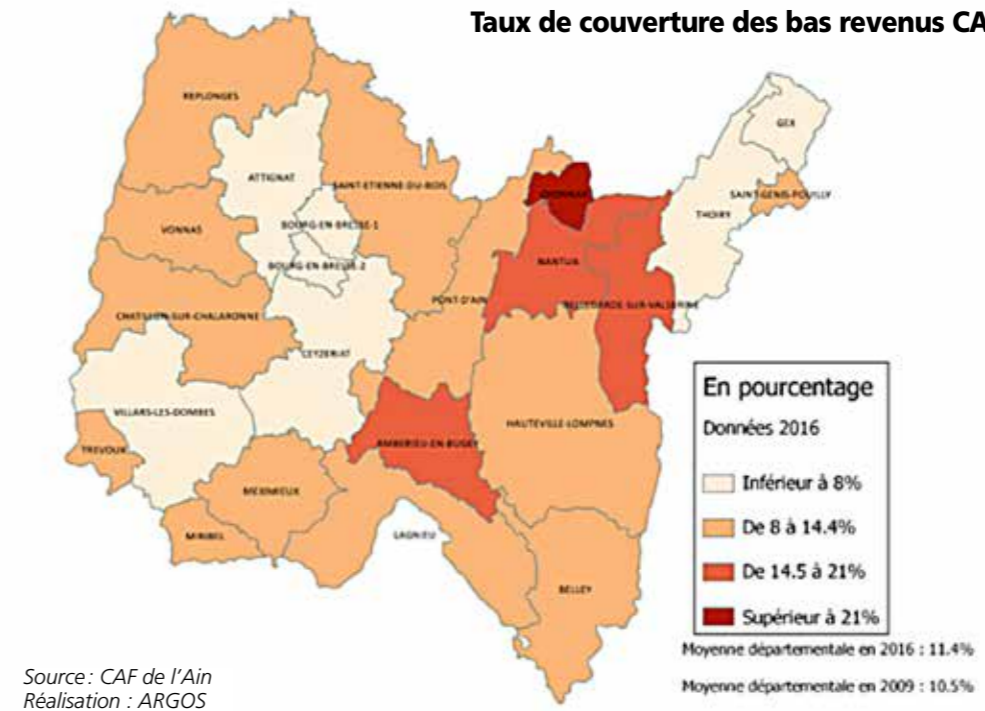 Taux de couverture des bas revenus CA
REPLONGES
GEX
ATTIGNAT
SAINT-ETIENNE-DU-BOIS
OYONNAX
SAINT-GENIS-POUILLY
THOIRY
VONNAS
BOURG-EN-BRESSE-1
BOURG-EN-BRESSE-2
NANTUA
PONT-D'AIN
BELLEGARDE-SUR-VALSERINE
CHATILLON-SUR-CHALARONNE
CEYZERIAT
VILLARS-LES-DOMBES
HAUTEVILLE-LOMPNES
TREVOUX
AMBERIEU-EN-BUGEY
MEXIMIEUX
MIRIBEL
LAGNIEU
BELLEY
En pourcentage
Données 2016
Inférieur à 8%
De 8 à 14.4%
De 14.5 à 21%
Supérieur à 21%
Moyenne départementale en 2016 : 11.4%
Moyenne départementale en 2009 : 10.5%
Source : CAF de l'Ain
Réalisation : ARGOS